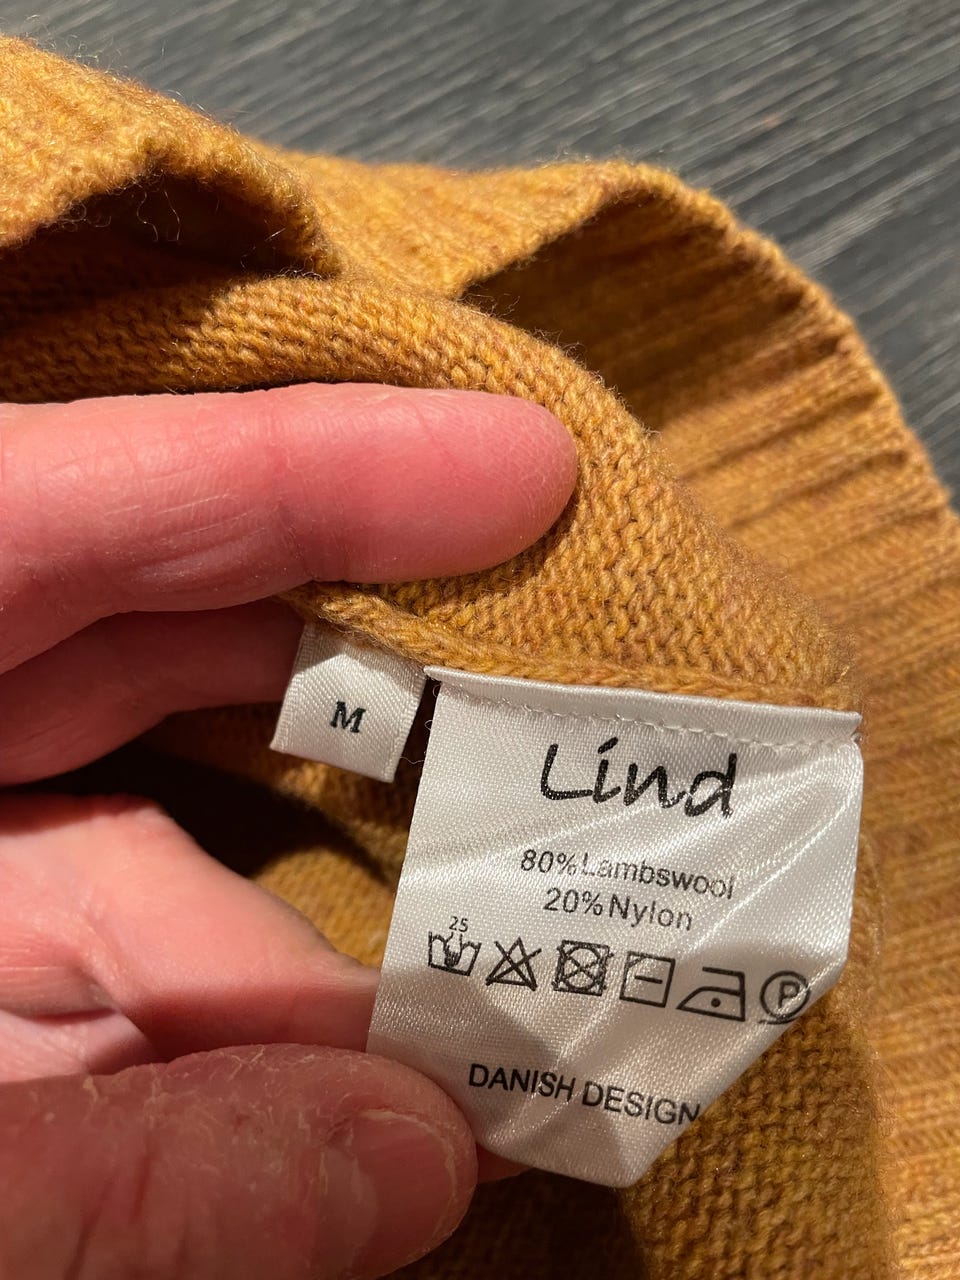 M
Lind
80%Lambswool
20%Nylon
25
P
DANISH DESIGN